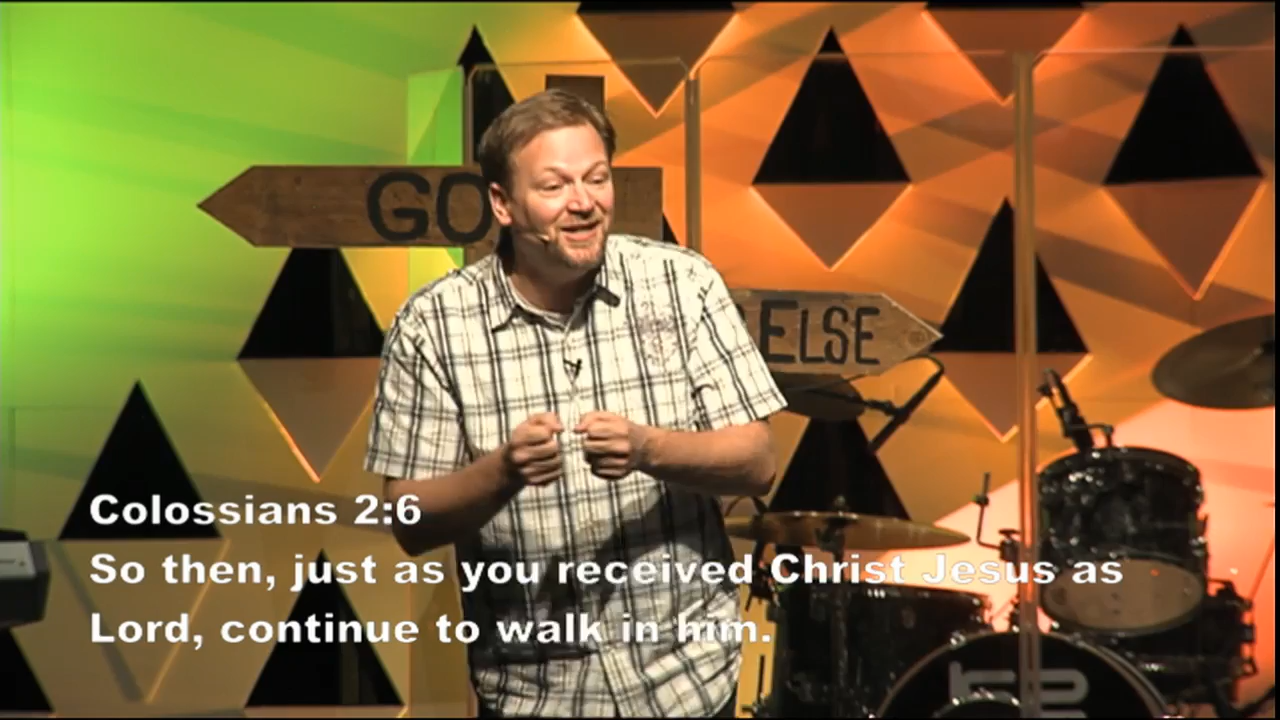 GO
ELSE
Colossians 2:6
So then, just as you received Christ Jesus as
Lord, continue to walk in him.